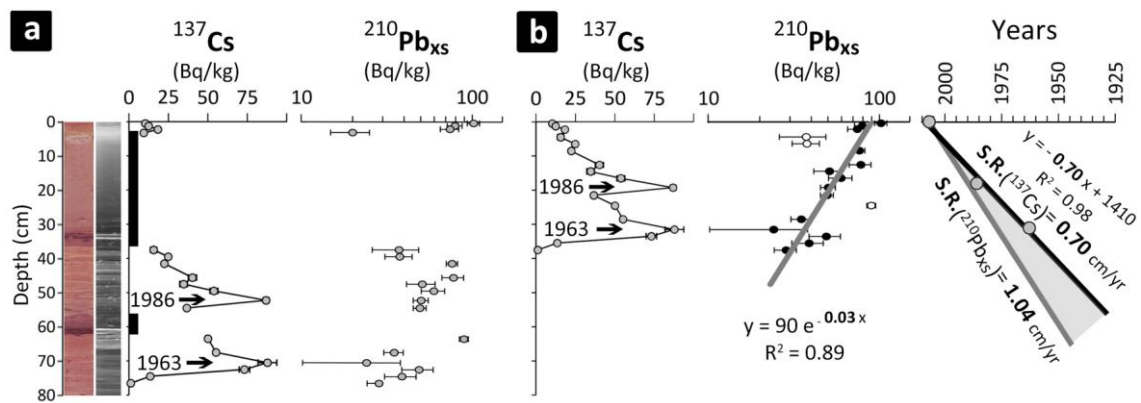 a
137Cs
(Bq/kg)
0 25 50 75
210Pbxs
(Bq/kg)
10 100
Depth (cm)
0
10
20
30
40
50
60
70
80
1986
1963
b
137Cs
(Bq/kg)
0 25 50 75
210Pbxs
(Bq/kg)
10 100
1986
1963
y = 90 e-0.03 x
R2 = 0.89
Years
2000 1975 1950 1925
y = - 0.70 x + 1410
R2 = 0.98
S.R.(137Cs)= 0.70 cm/yr
S.R.(210Pbxs)= 1.04 cm/yr